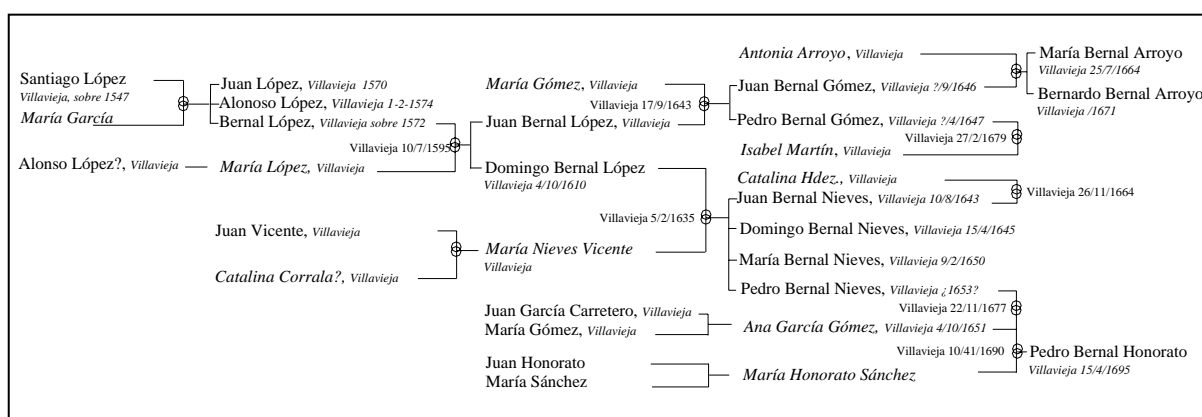 Santiago López
Villavieja, sobre 1547
María García
Alonso López?, Villavieja
Juan López, Villavieja 1570
Alonoso López, Villavieja 1-2-1574
Bernal López, Villavieja sobre 1572
Villavieja 10/7/1595
María López, Villavieja
Juan Vicente, Villavieja
Catalina Corrala?, Villavieja
María Gómez, Villavieja
Villavieja 17/9/1643
Juan Bernal López, Villavieja
Domingo Bernal López
Villavieja 4/10/1610
Villavieja 5/2/1635
María Nieves Vicente
Villavieja
Juan García Carretero, Villavieja
María Gómez, Villavieja
Juan Honorato
María Sánchez
Antonia Arroyo, Villavieja
Juan Bernal Gómez, Villavieja ?/9/1646
Pedro Bernal Gómez, Villavieja ?/4/1647
Villavieja 27/2/1679
Isabel Martín, Villavieja
Catalina Hdez., Villavieja
Juan Bernal Nieves, Villavieja 10/8/1643
Villavieja 26/11/1664
Domingo Bernal Nieves, Villavieja 15/4/1645
María Bernal Nieves, Villavieja 9/2/1650
Pedro Bernal Nieves, Villavieja ¿1653?
Villavieja 22/11/1677
Ana García Gómez, Villavieja 4/10/1651
Villavieja 10/41/1690
María Honorato Sánchez
María Bernal Arroyo
Villavieja 25/7/1664
Bernardo Bernal Arroyo
Villavieja /1671
Pedro Bernal Honorato
Villavieja 15/4/1695